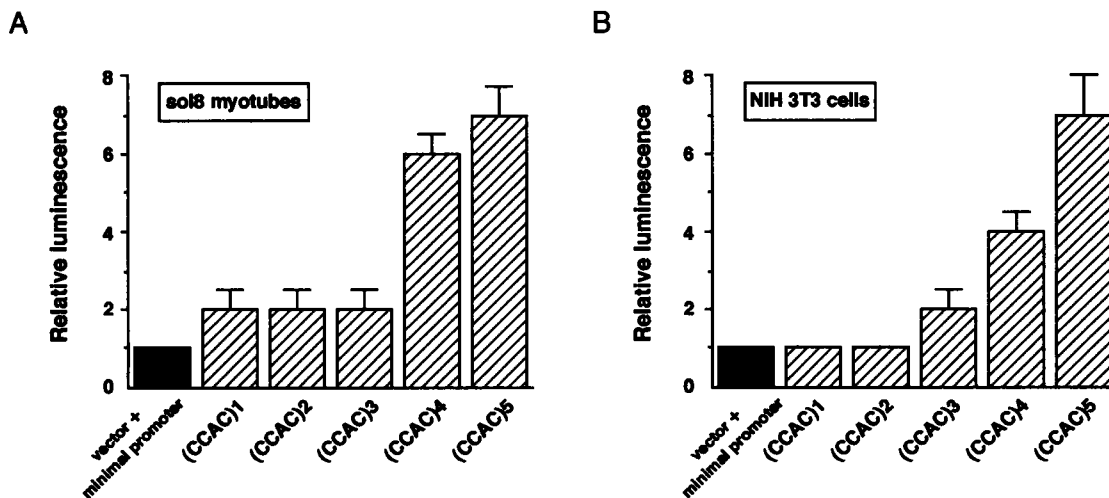 A
Relative luminescence
8
6
4
2
0
sol8 myotubes
vector +
minimal promoter
(CCAC)1
(CCAC)2
(CCAC)3
(CCAC)4
(CCAC)5
B
Relative luminescence
8
6
4
2
0
NIH 3T3 cells
vector +
minimal promoter
(CCAC)1
(CCAC)2
(CCAC)3
(CCAC)4
(CCAC)5